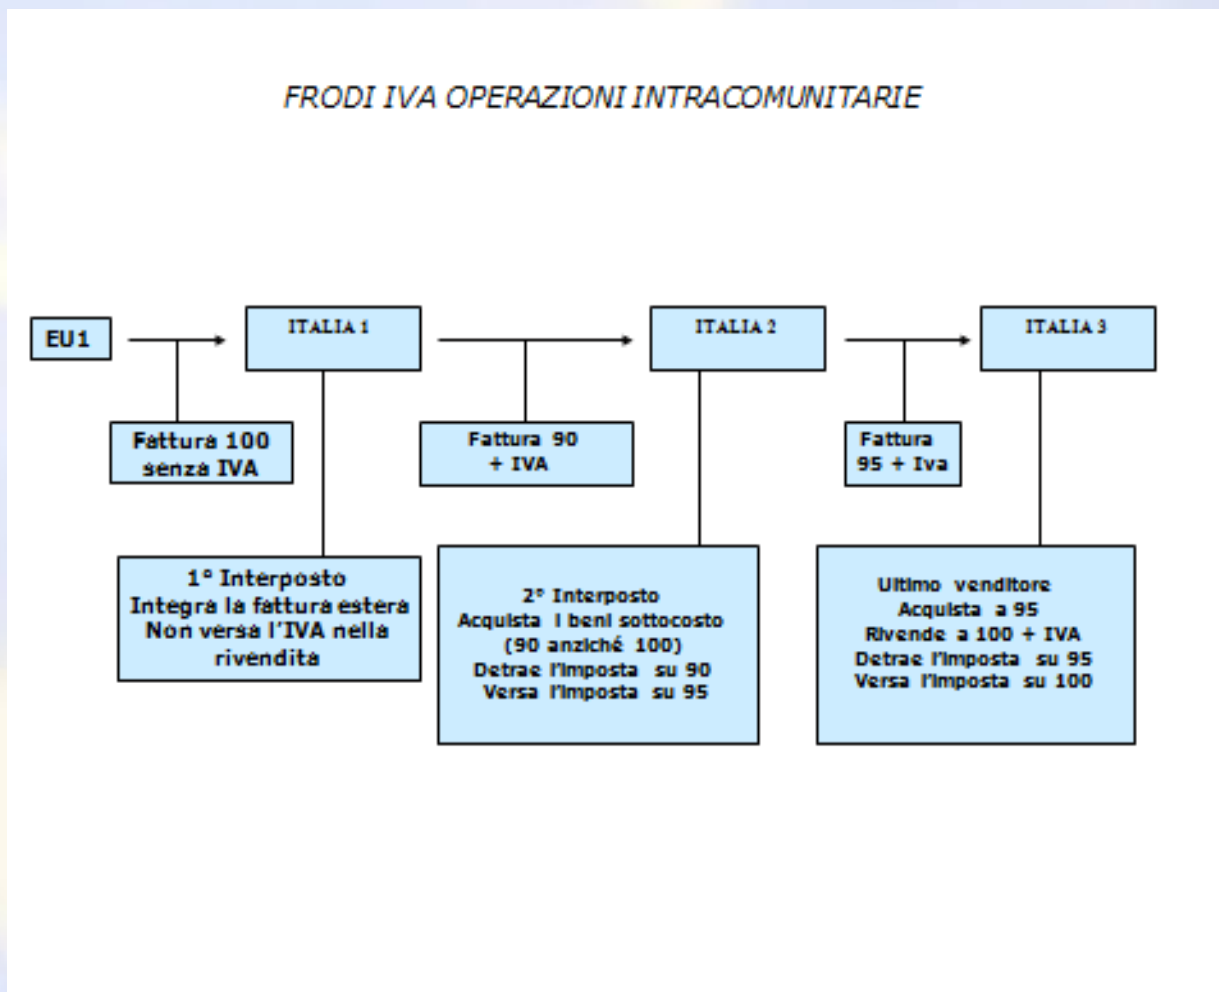 FRODI IVA OPERAZIONI INTRACOMUNITARIE
EU1
ITALIA 1
ITALIA 2
ITALIA 3
Fattura 100
senza IVA
Fattura 90
+ IVA
Fattura
95 + Iva
1° Interposto
Integra la fattura estera
Non versa l'IVA nella
rivendita
2° Interposto
Acquista i beni sottocosto
(90 anziché 100)
Detrae l'imposta su 90
Versa l'imposta su 95
Ultimo venditore
Acquista a 95
Rivende a 100 + IVA
Detrae l'imposta su 95
Versa l'imposta su 100